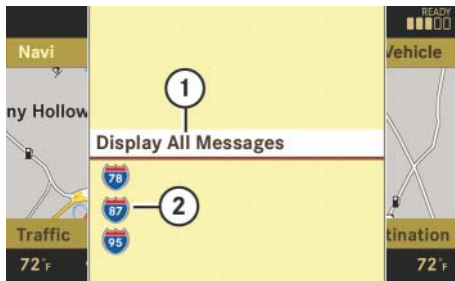 READY
Navi
Vehicle
1
ny Hollow
Display All Messages
78
87
2
95
Traffic
tination
72°F
72°F